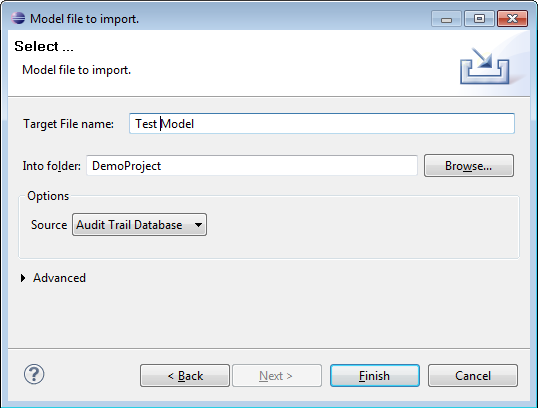 Model file to import.
Select ...
Model file to import.
Target File name: Test Model
Into folder: DemoProject Browse...
Options
Source Audit Trail Database
Advanced
? < Back Next > Finish Cancel